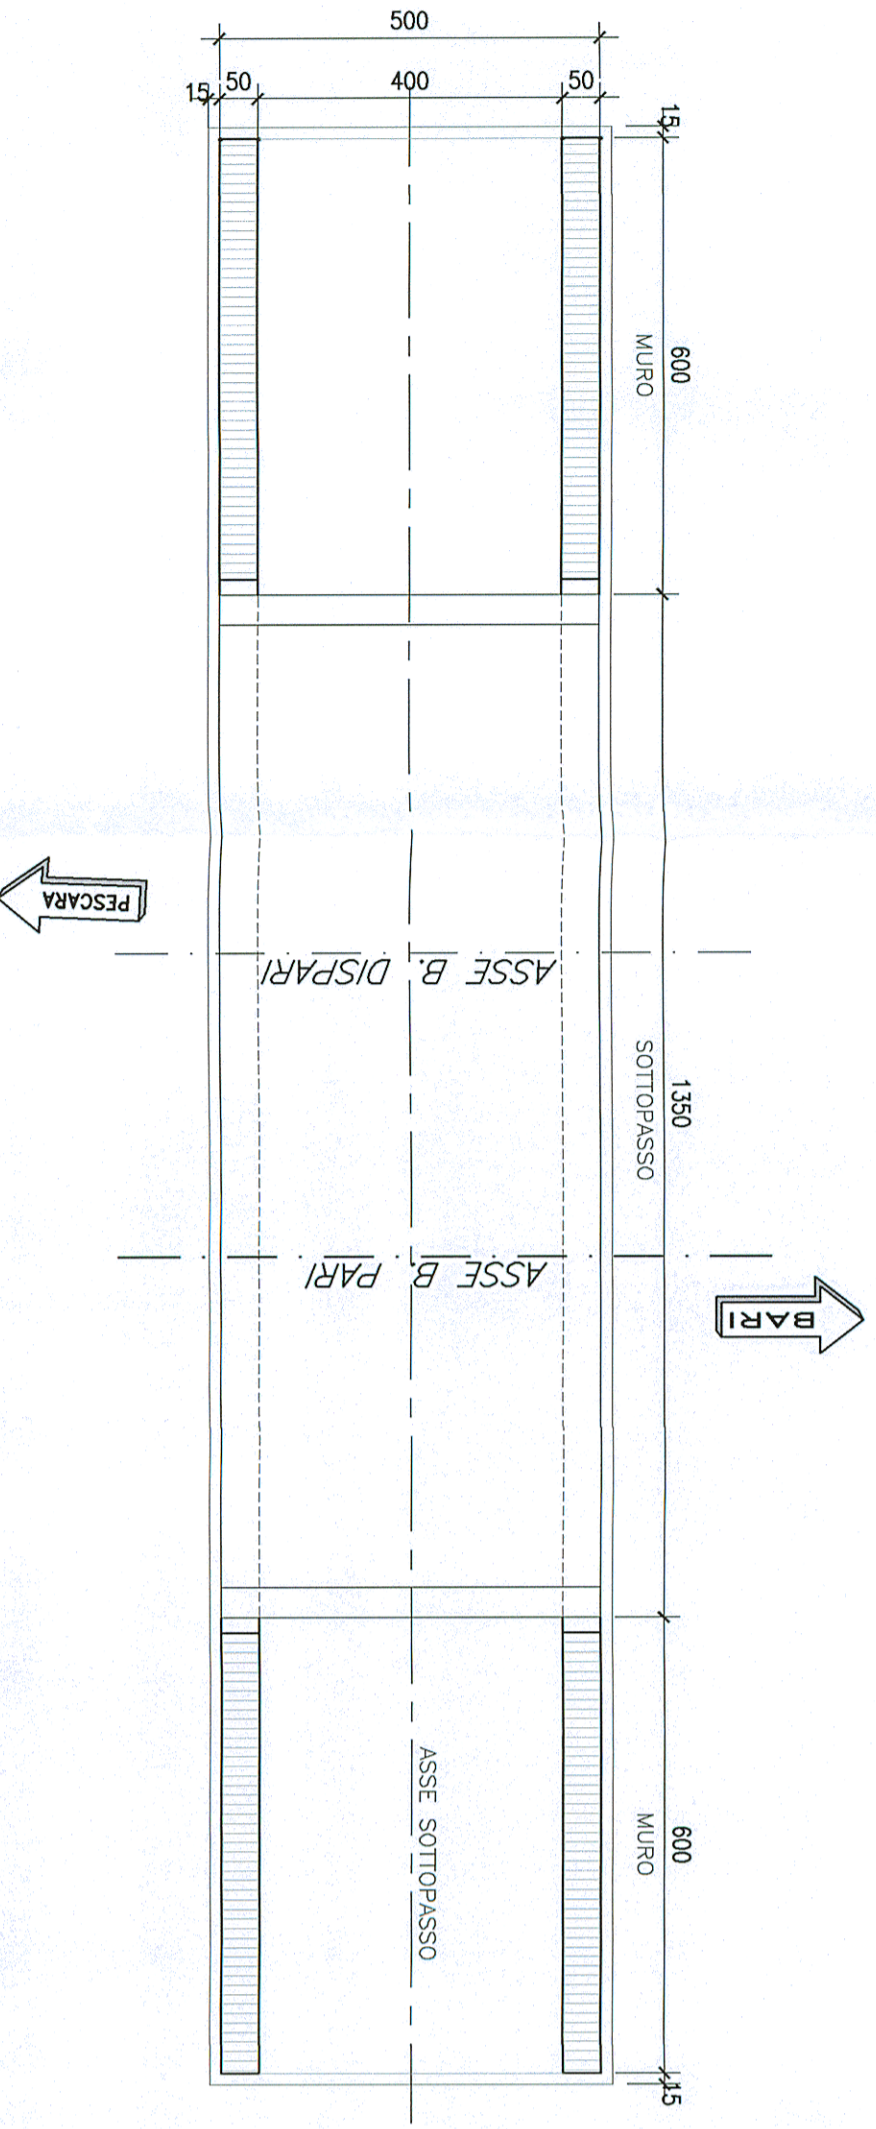 500
15 50 400 50
15
600
MURO
PESCARA
ASSE B. DISPARI
1350
SOTTOPASSO
ASSE B. PARI
BARI
ASSE SOTTOPASSO
600
MURO
15